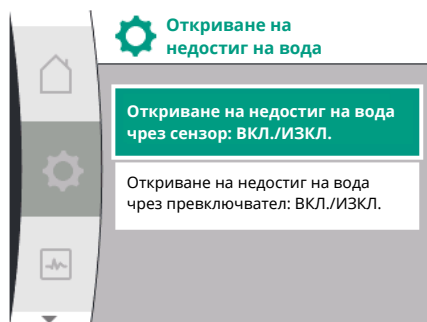 Откриване на
недостиг на вода
Откриване на недостиг на вода
чрез сензор: ВКЛ./ИЗКЛ.
Откриване на недостиг на вода
чрез превключвател: ВКЛ./ИЗКЛ.